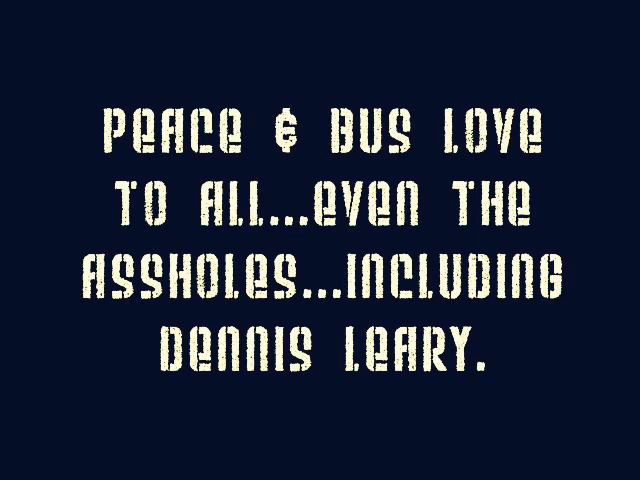 PEACE & BUS LOVE
TO ALL...EVEN THE
ASSHOLES...INCLUDING
DENNIS LEARY.